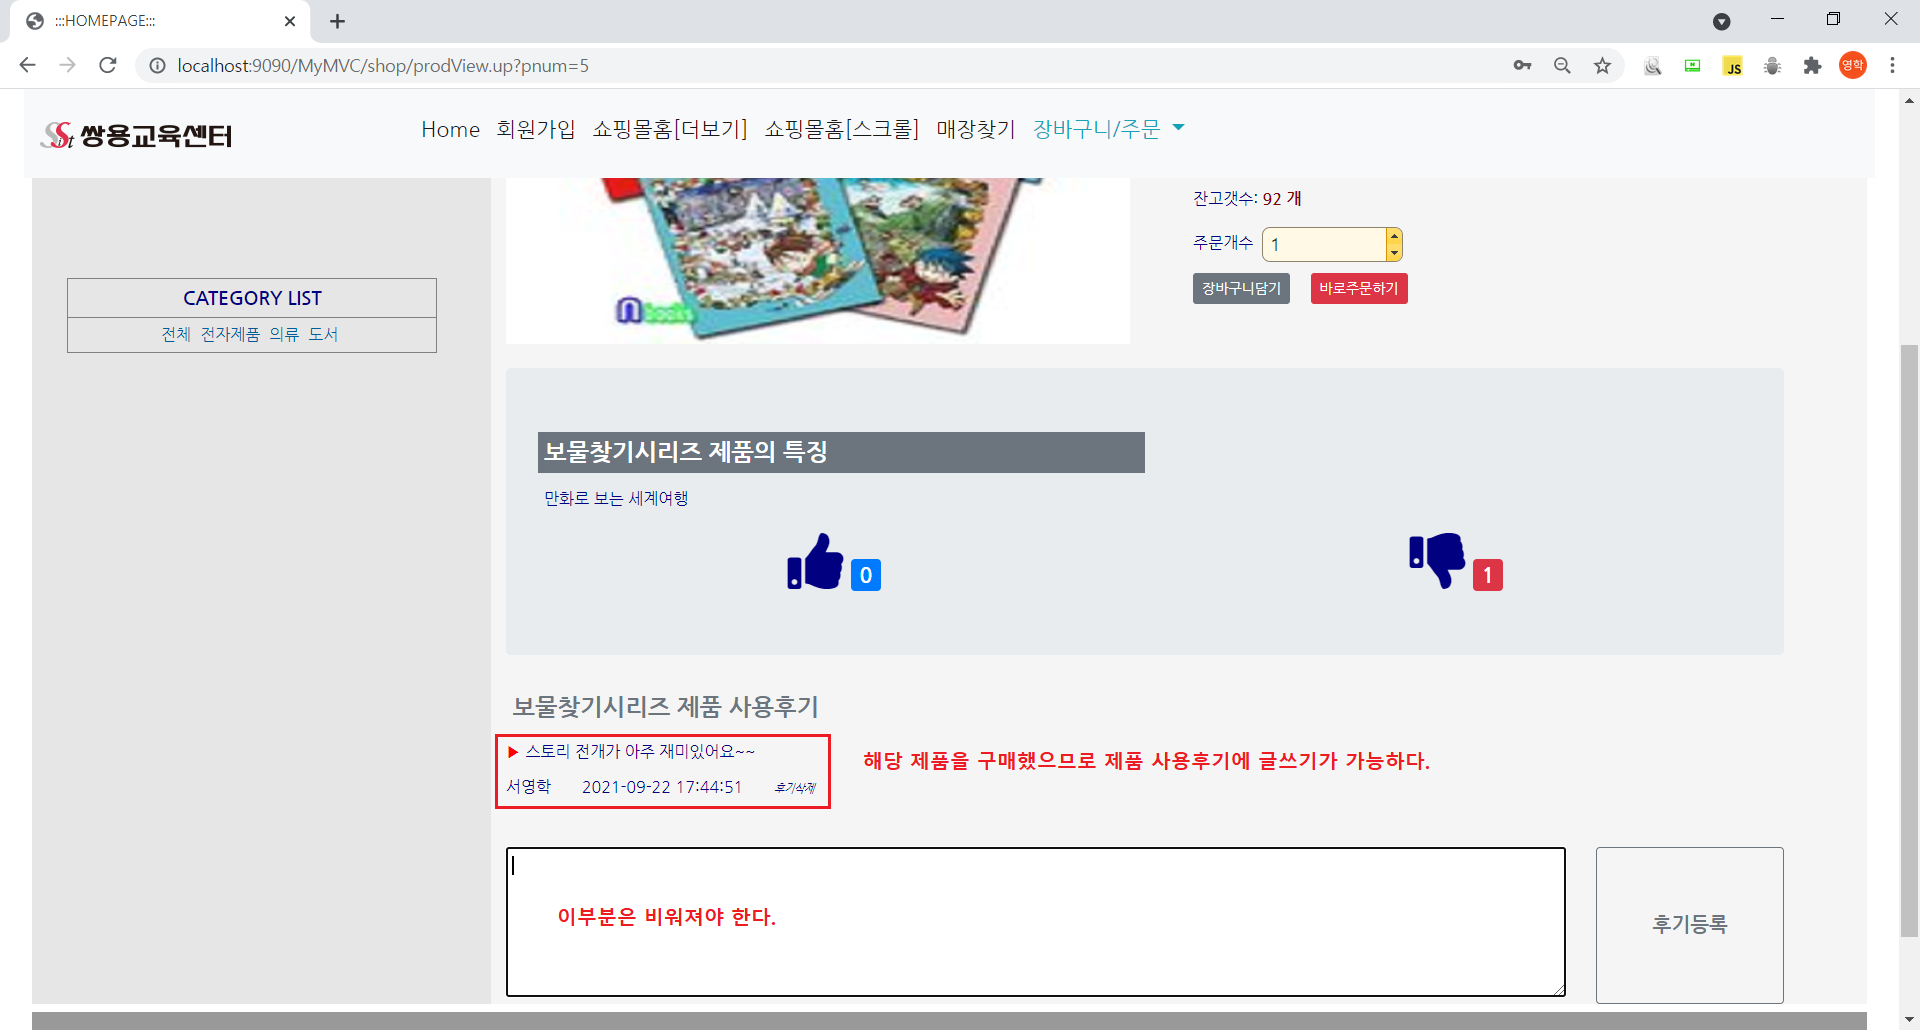 :::HOMEPAGE:::
localhost:9090/MyMVC/shop/prodView.up?pnum=5
JS
영학
SSit 쌍용교육센터
Home 회원가입 쇼핑몰홈[더보기] 쇼핑몰홈[스크롤] 매장찾기 장바구니/주문
잔고갯수: 92 개
주문개수 1
장바구니담기 바로주문하기
CATEGORY LIST
전체 전자제품 의류 도서
books
보물찾기시리즈 제품의 특징
만화로 보는 세계여행
0
1
보물찾기시리즈 제품 사용후기
▶ 스토리 전개가 아주 재미있어요~~
서영학 2021-09-22 17:44:51 후기삭제
해당 제품을 구매했으므로 제품 사용후기에 글쓰기가 가능하다.
이부분은 비워져야 한다.
후기등록